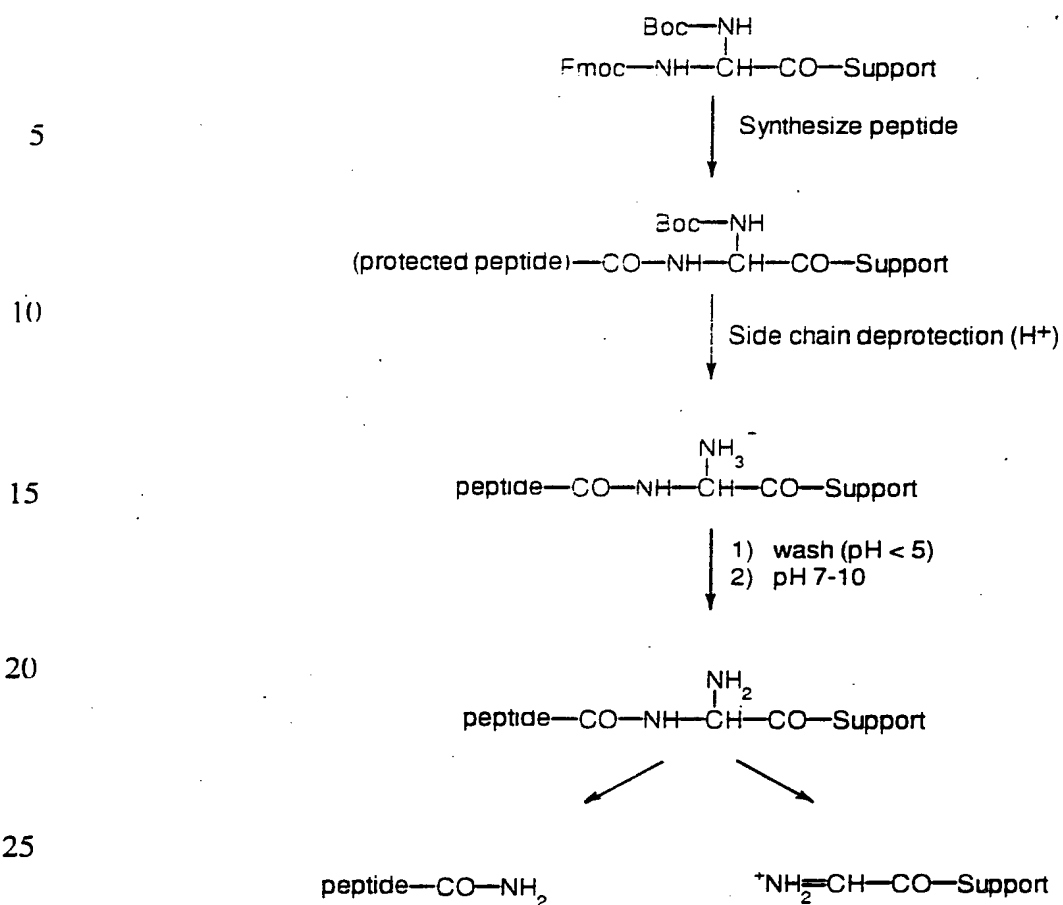 Boc—NH
Fmoc—NH—CH—CO—Support
5
Synthesize peptide
Boc—NH
(protected peptide)—CO—NH—CH—CO—Support
10
Side chain deprotection (H+)
NH3-
15
peptide—CO—NH—CH—CO—Support
1) wash (pH < 5)
2) pH 7-10
20
NH2
peptide—CO—NH—CH—CO—Support
25
peptide—CO—NH2
+NH2=CH—CO—Support